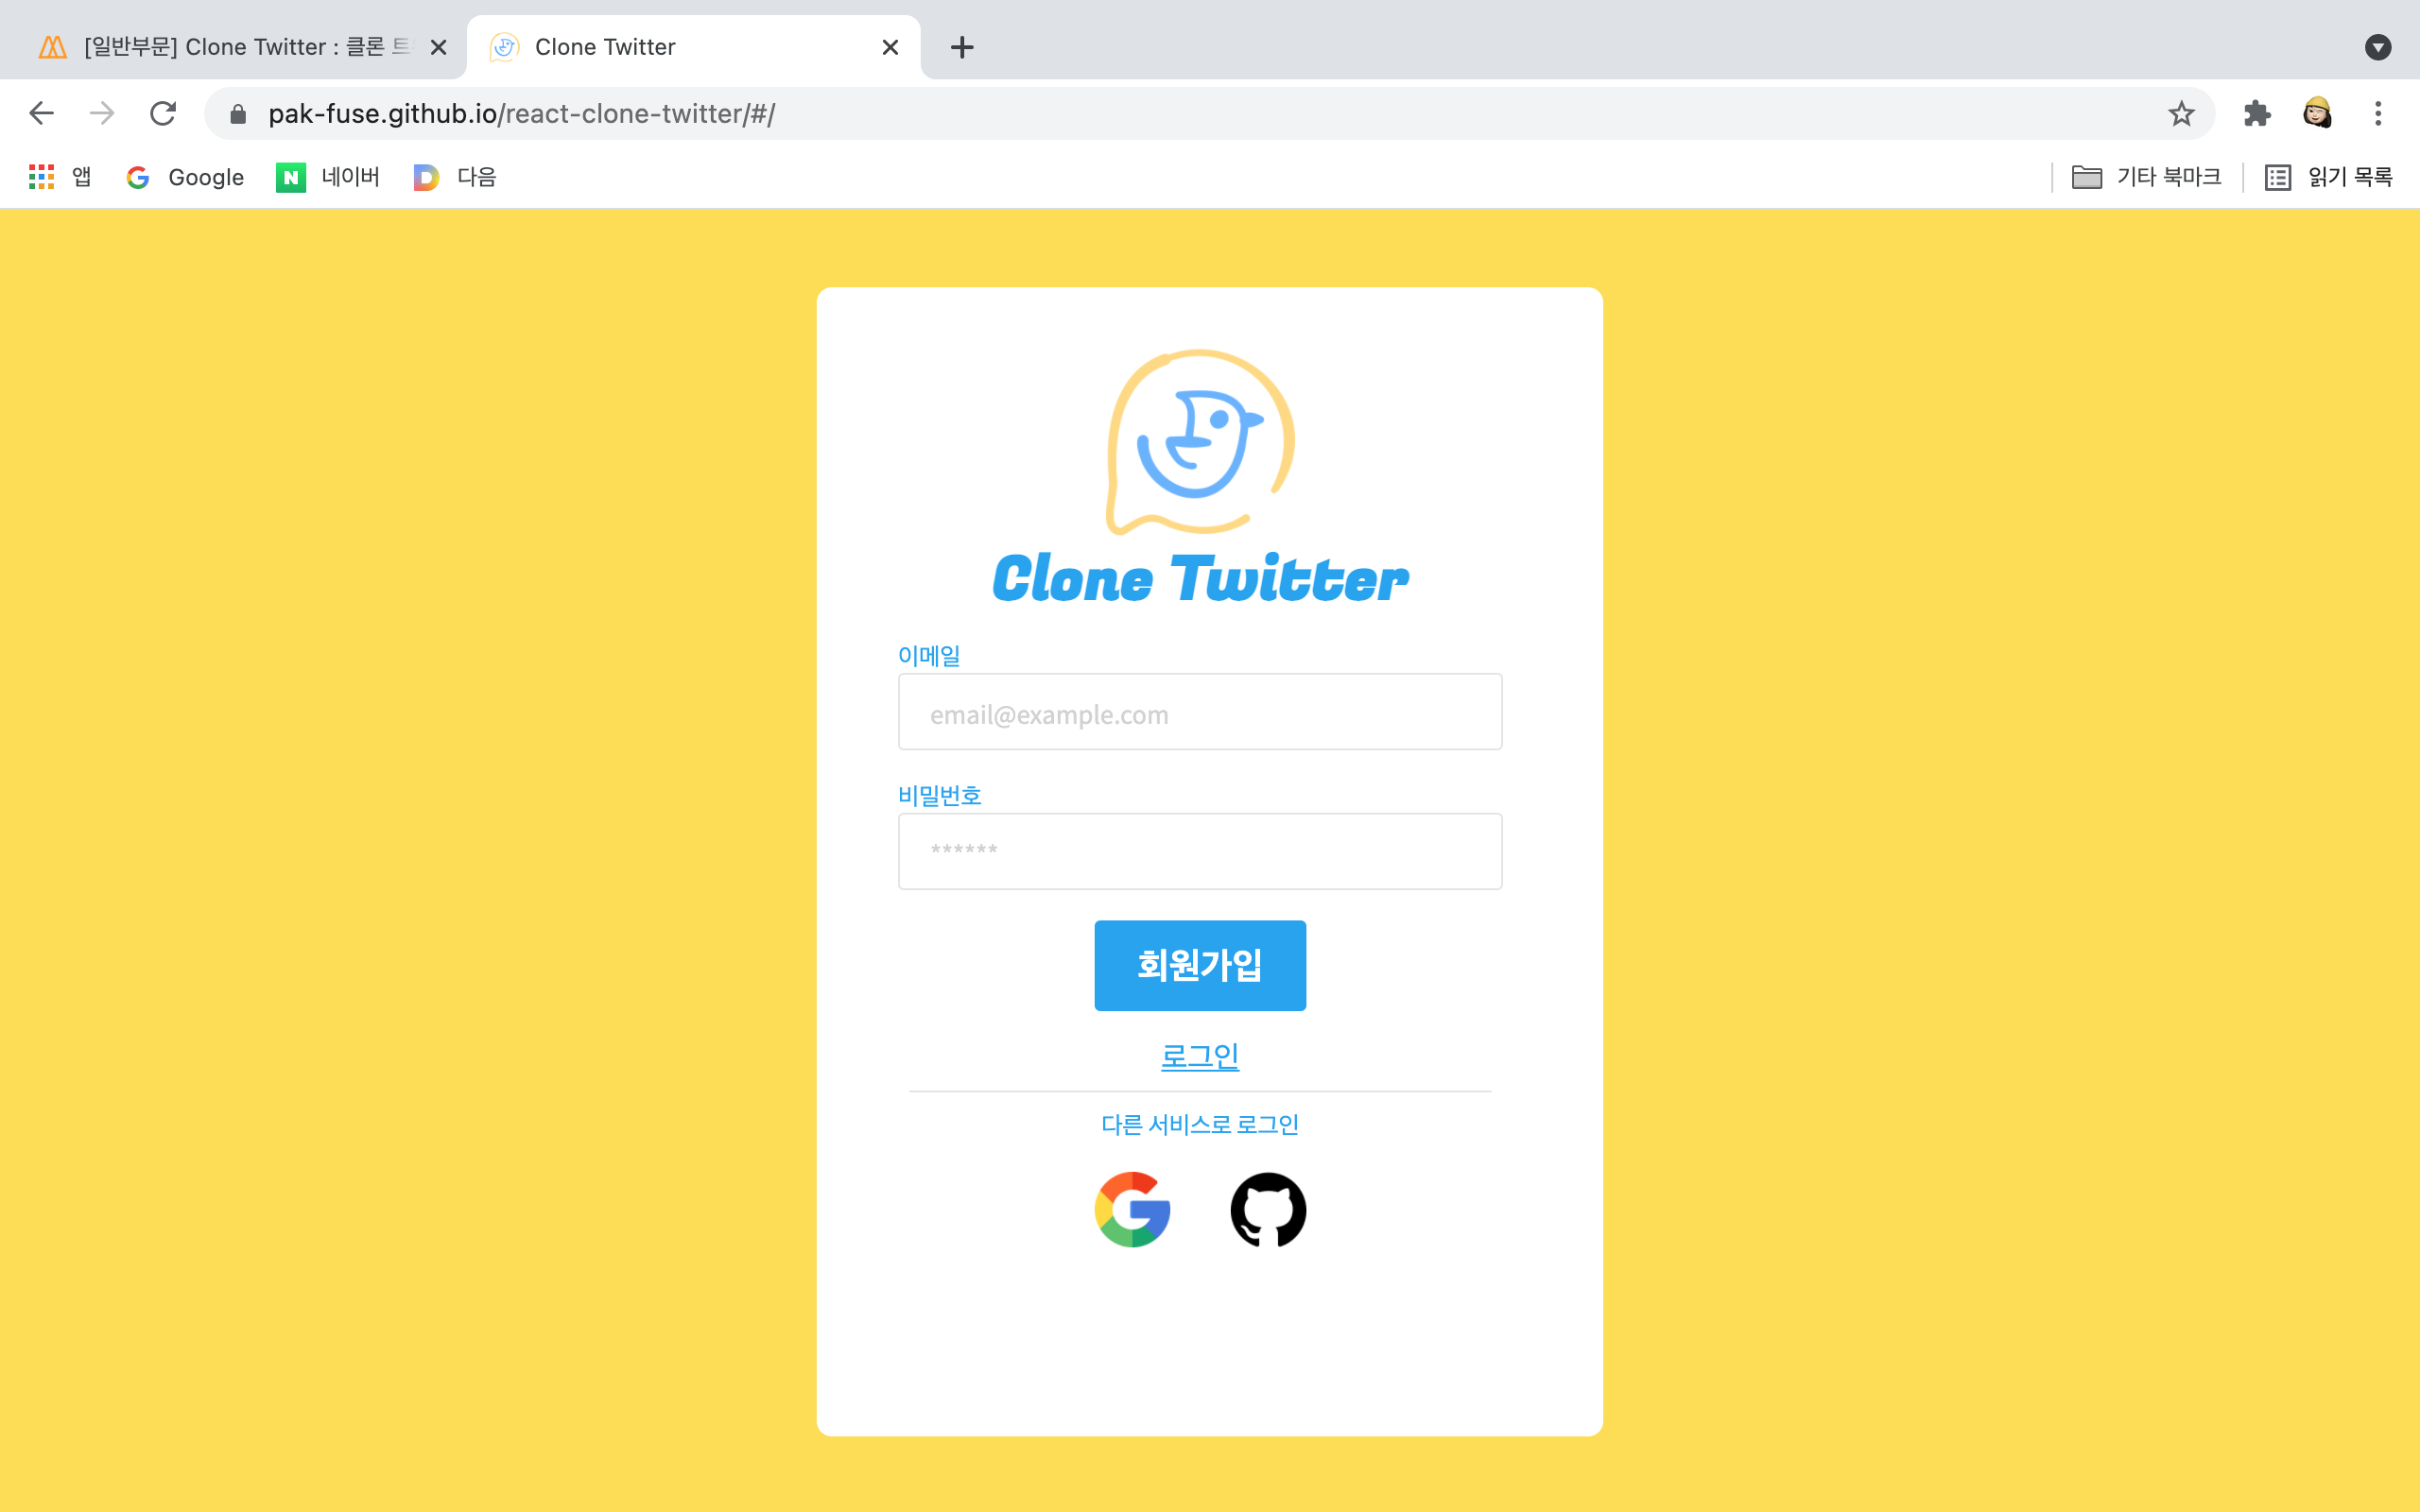 [일반부문] Clone Twitter : 클론 트
Clone Twitter
pak-fuse.github.io/react-clone-twitter/#/
앱 Google 네이버 다음 기타 북마크 읽기 목록
Clone Twitter
이메일
email@example.com
비밀번호
******
회원가입
로그인
다른 서비스로 로그인